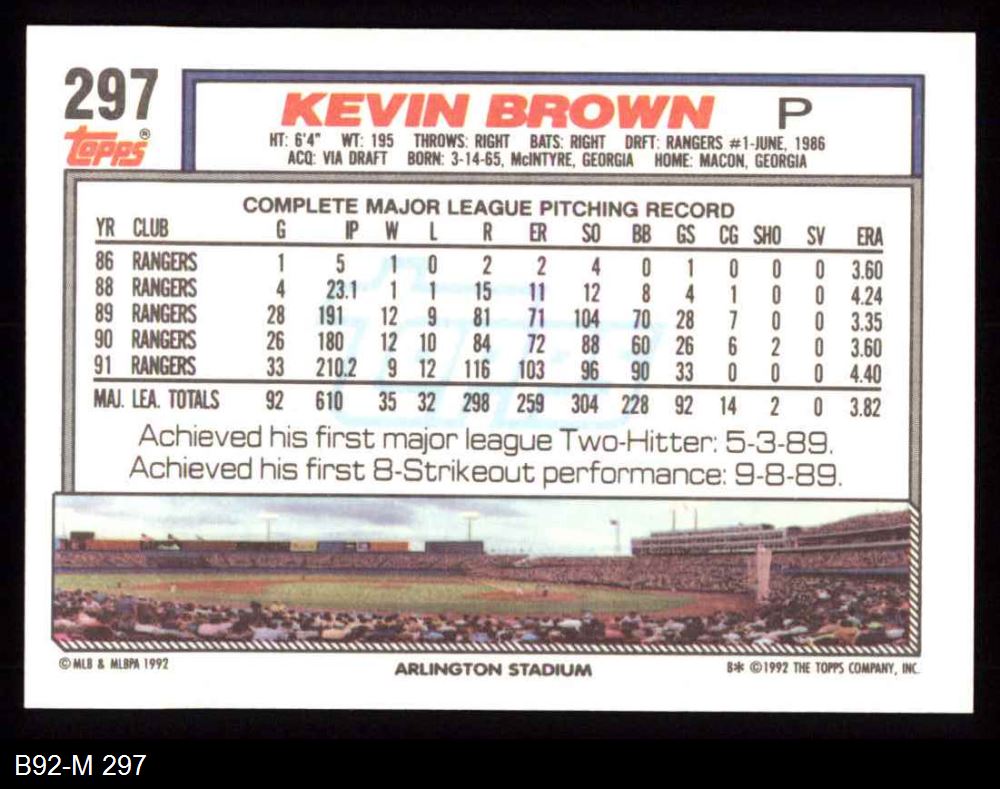 297
Topps®
KEVIN BROWN P
HT: 6'4" WT: 195 THROWS: RIGHT BATS: RIGHT DRFT: RANGERS #1-JUNE, 1986
ACQ: VIA DRAFT BORN: 3-14-65, McINTYRE, GEORGIA HOME: MACON, GEORGIA
COMPLETE MAJOR LEAGUE PITCHING RECORD
YR CLUB G IP W L R ER SO BB GS CG SHO SV ERA
86 RANGERS 1 5 1 0 2 2 4 0 1 0 0 0 3.60
88 RANGERS 4 23.1 1 1 15 11 12 8 4 1 0 0 4.24
89 RANGERS 28 191 12 9 81 71 104 70 28 7 0 0 3.35
90 RANGERS 26 180 12 10 84 72 88 60 26 6 2 0 3.60
91 RANGERS 33 210.2 9 12 116 103 96 90 33 0 0 0 4.40
MAJ. LEA. TOTALS 92 610 35 32 298 259 304 228 92 14 2 0 3.82
Achieved his first major league Two-Hitter: 5-3-89.
Achieved his first 8-Strikeout performance: 9-8-89.
© MLB & MLBPA 1992
ARLINGTON STADIUM
B* ©1992 THE TOPPS COMPANY, INC.
B92-M 297